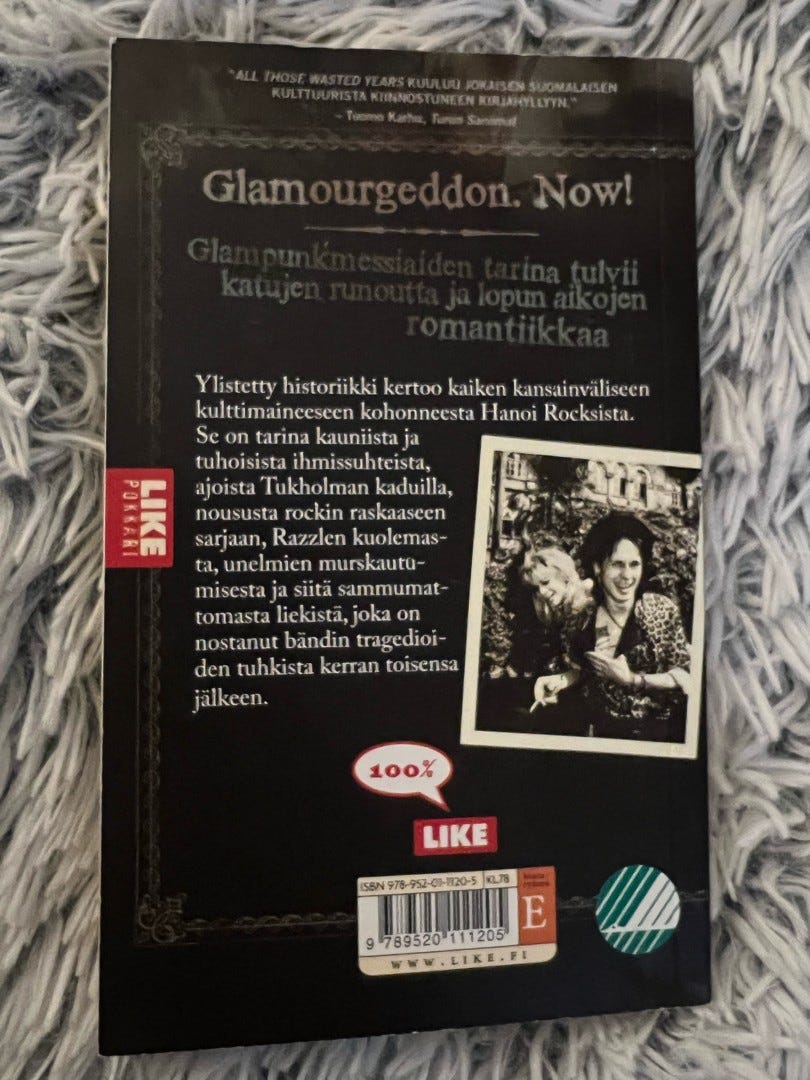 "ALL THOSE WASTED YEARS KUULUU JOKAISEN SUOMALAISEN
KULTTUURISTA KIINNOSTUNEEN KIRJAHYLLYYN."
- Tuomo Karhu, Turun Sanomat
Glamourgeddon. Now!
Glampunkmessiaiden tarina tulvii
katujen runoutta ja lopun aikojen
romantiikkaa
Ylistetty historiikki kertoo kaiken kansainväliseen
kulttimaineeseen kohonneesta Hanoi Rocksista.
Se on tarina kauniista ja
tuhoisista ihmissuhteista,
ajoista Tukholman kaduilla,
noususta rockin raskaaseen
sarjaan, Razzlen kuolemas-
ta, unelmien murskautu-
misesta ja siitä sammumat-
tomasta liekistä, joka on
nostanut bändin tragedioi-
den tuhkista kerran toisensa
jälkeen.
LIKE
POKKARI
100%
LIKE
ISBN 978-952-01-1120-5 KL 78
E
9 789520 111205
WWW.LIKE.FI